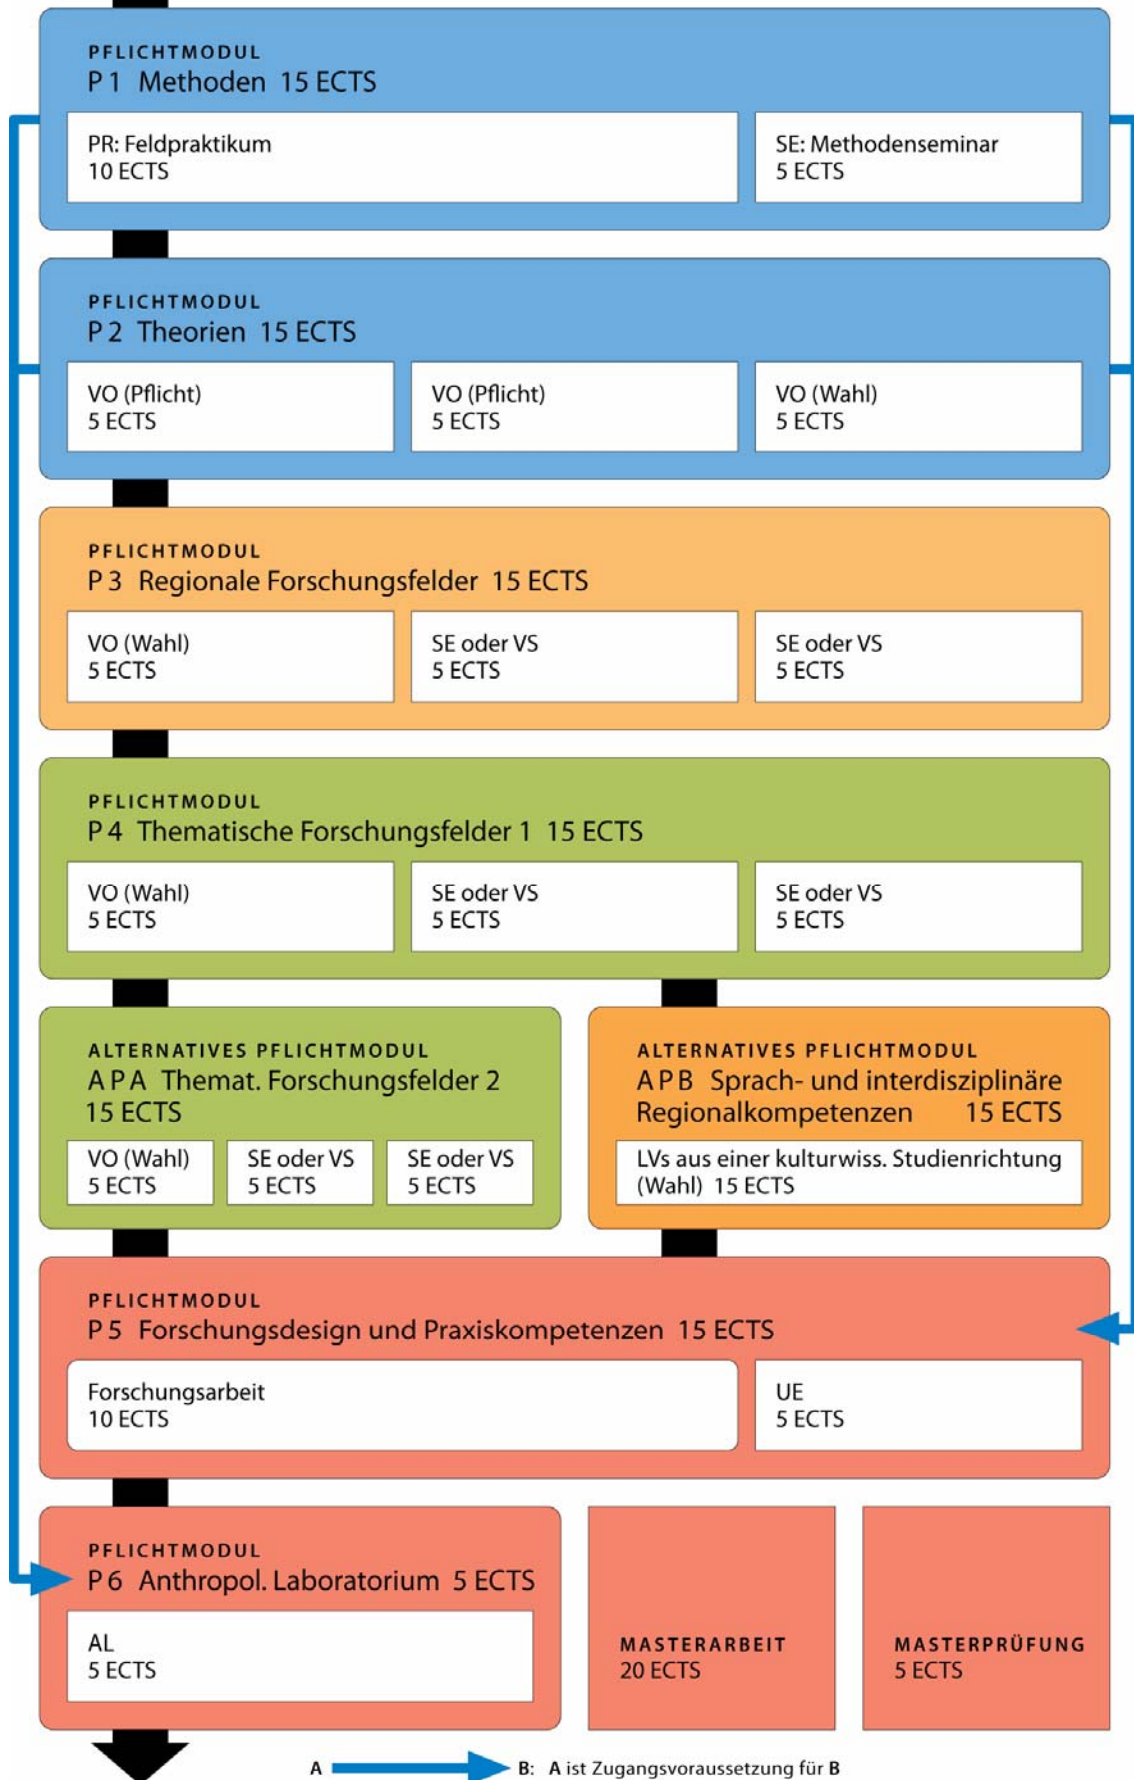 PFLICHTMODUL
P 1 Methoden 15 ECTS
PR: Feldpraktikum
10 ECTS
SE: Methodenseminar
5 ECTS
PFLICHTMODUL
P 2 Theorien 15 ECTS
VO (Pflicht)
5 ECTS
VO (Pflicht)
5 ECTS
VO (Wahl)
5 ECTS
PFLICHTMODUL
P 3 Regionale Forschungsfelder 15 ECTS
VO (Wahl)
5 ECTS
SE oder VS
5 ECTS
SE oder VS
5 ECTS
PFLICHTMODUL
P 4 Thematische Forschungsfelder 1 15 ECTS
VO (Wahl)
5 ECTS
SE oder VS
5 ECTS
SE oder VS
5 ECTS
ALTERNATIVES PFLICHTMODUL
A P A Themat. Forschungsfelder 2
15 ECTS
VO (Wahl)
5 ECTS
SE oder VS
5 ECTS
SE oder VS
5 ECTS
ALTERNATIVES PFLICHTMODUL
A P B Sprach- und interdisziplinäre
Regionalkompetenzen 15 ECTS
LVs aus einer kulturwiss. Studienrichtung
(Wahl) 15 ECTS
PFLICHTMODUL
P 5 Forschungsdesign und Praxiskompetenzen 15 ECTS
Forschungsarbeit
10 ECTS
UE
5 ECTS
PFLICHTMODUL
P 6 Anthropol. Laboratorium 5 ECTS
AL
5 ECTS
MASTERARBEIT
20 ECTS
MASTERPRÜFUNG
5 ECTS
A B: A ist Zugangsvoraussetzung für B